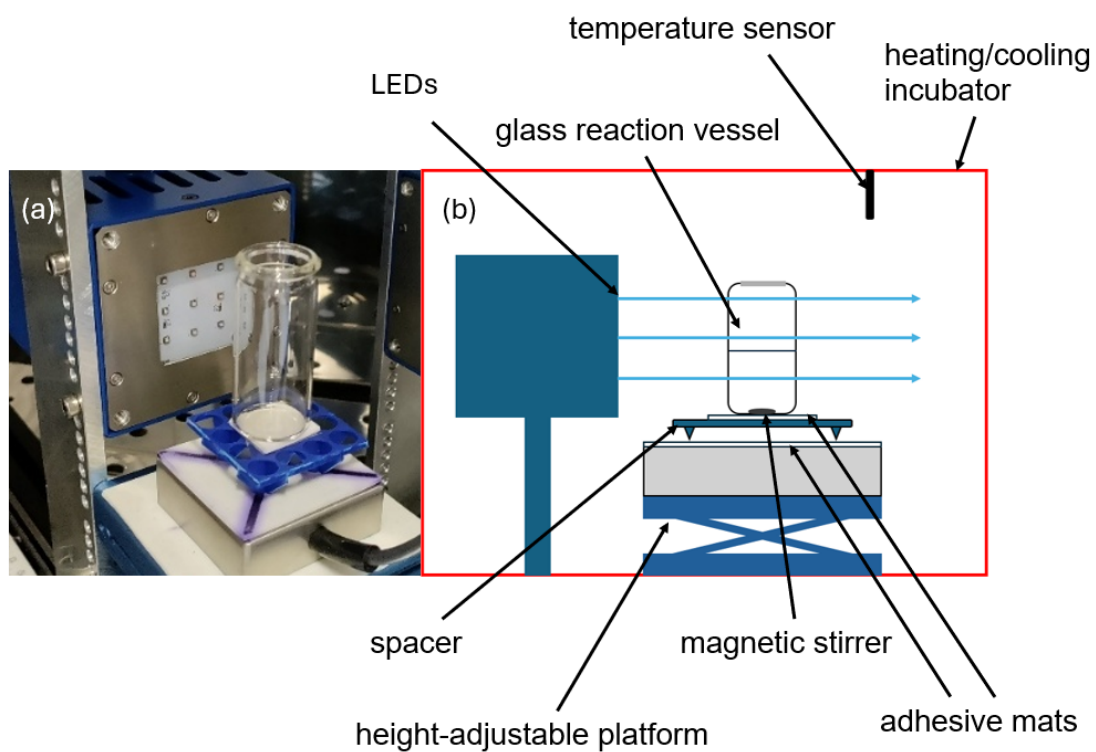 temperature sensor
heating/cooling
incubator
LEDs
glass reaction vessel
(a)
(b)
spacer
magnetic stirrer
height-adjustable platform
adhesive mats